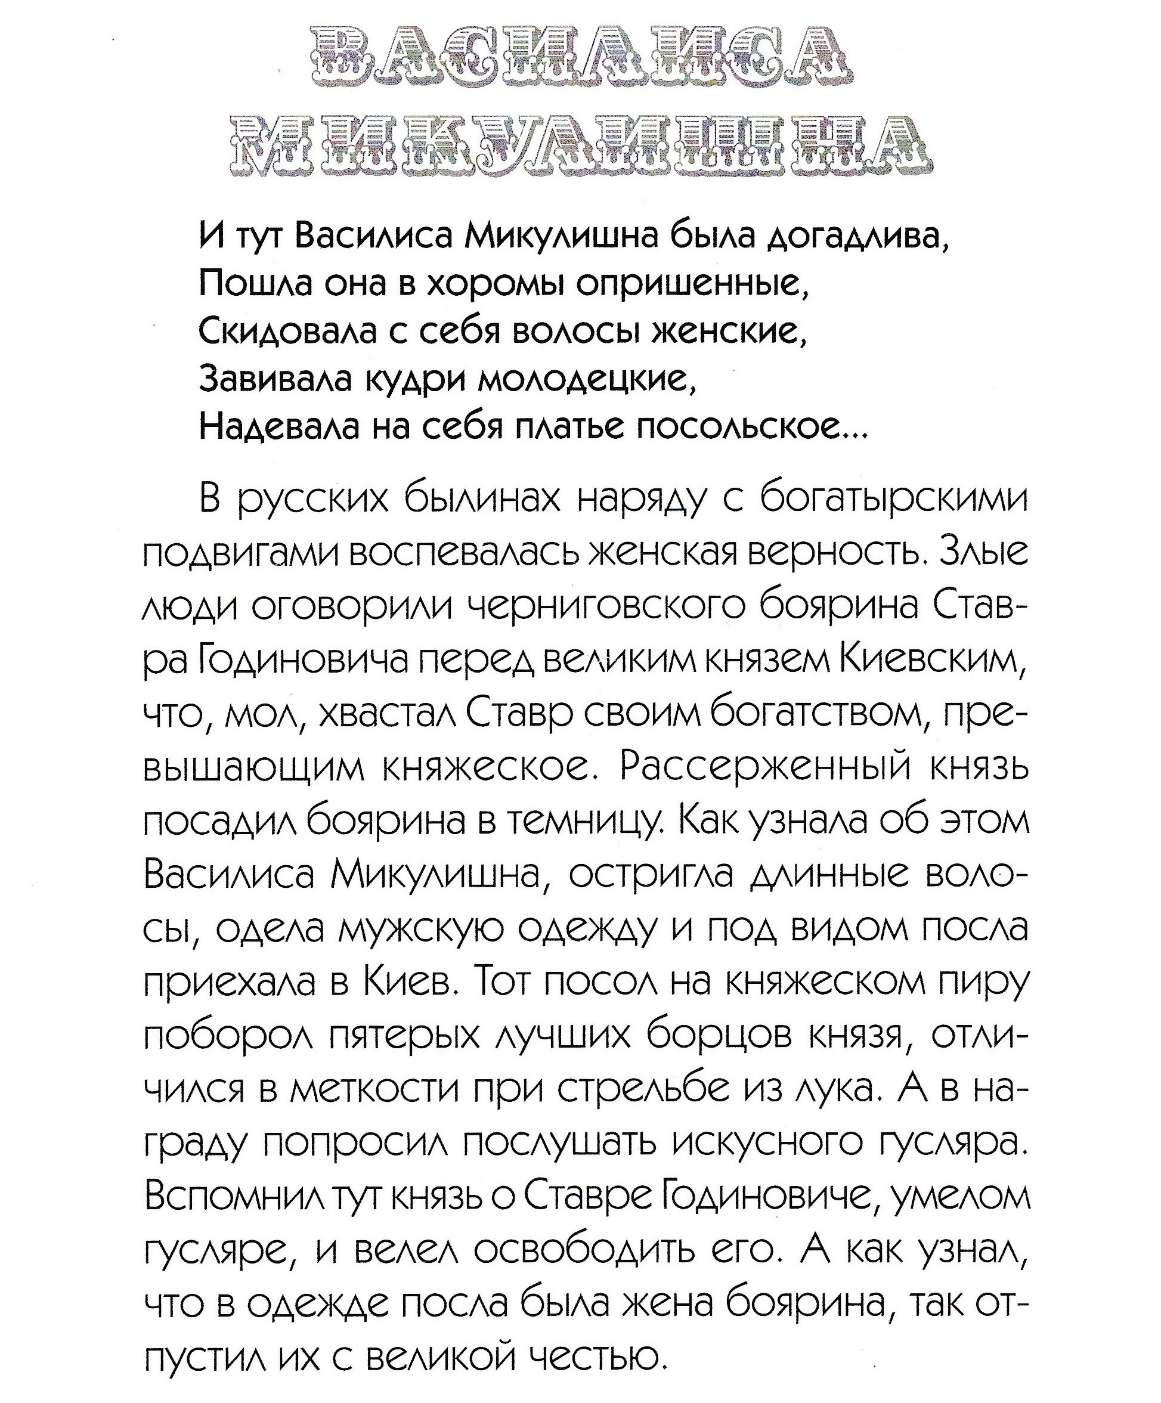 ВАСИЛИСА
МИКУЛИШНА
И тут Василиса Микулишна была догадлива,
Пошла она в хоромы опришенные,
Скидовала с себя волосы женские,
Завивала кудри молодецкие,
Надевала на себя платье посольское...
В русских былинах наряду с богатырскими
подвигами воспевалась женская верность. Злые
люди оговорили черниговского боярина Став-
ра Годиновича перед великим князем Киевским,
что, мол, хвастал Ставр своим богатством, пре-
вышающим княжеское. Рассерженный князь
посадил боярина в темницу. Как узнала об этом
Василиса Микулишна, остригла длинные воло-
сы, одела мужскую одежду и под видом посла
приехала в Киев. Тот посол на княжеском пиру
поборол пятерых лучших борцов князя, отли-
чился в меткости при стрельбе из лука. А в на-
граду попросил послушать искусного гусляра.
Вспомнил тут князь о Ставре Годиновиче, умелом
гусляре, и велел освободить его. А как узнал,
что в одежде посла была жена боярина, так от-
пустил их с великой честью.